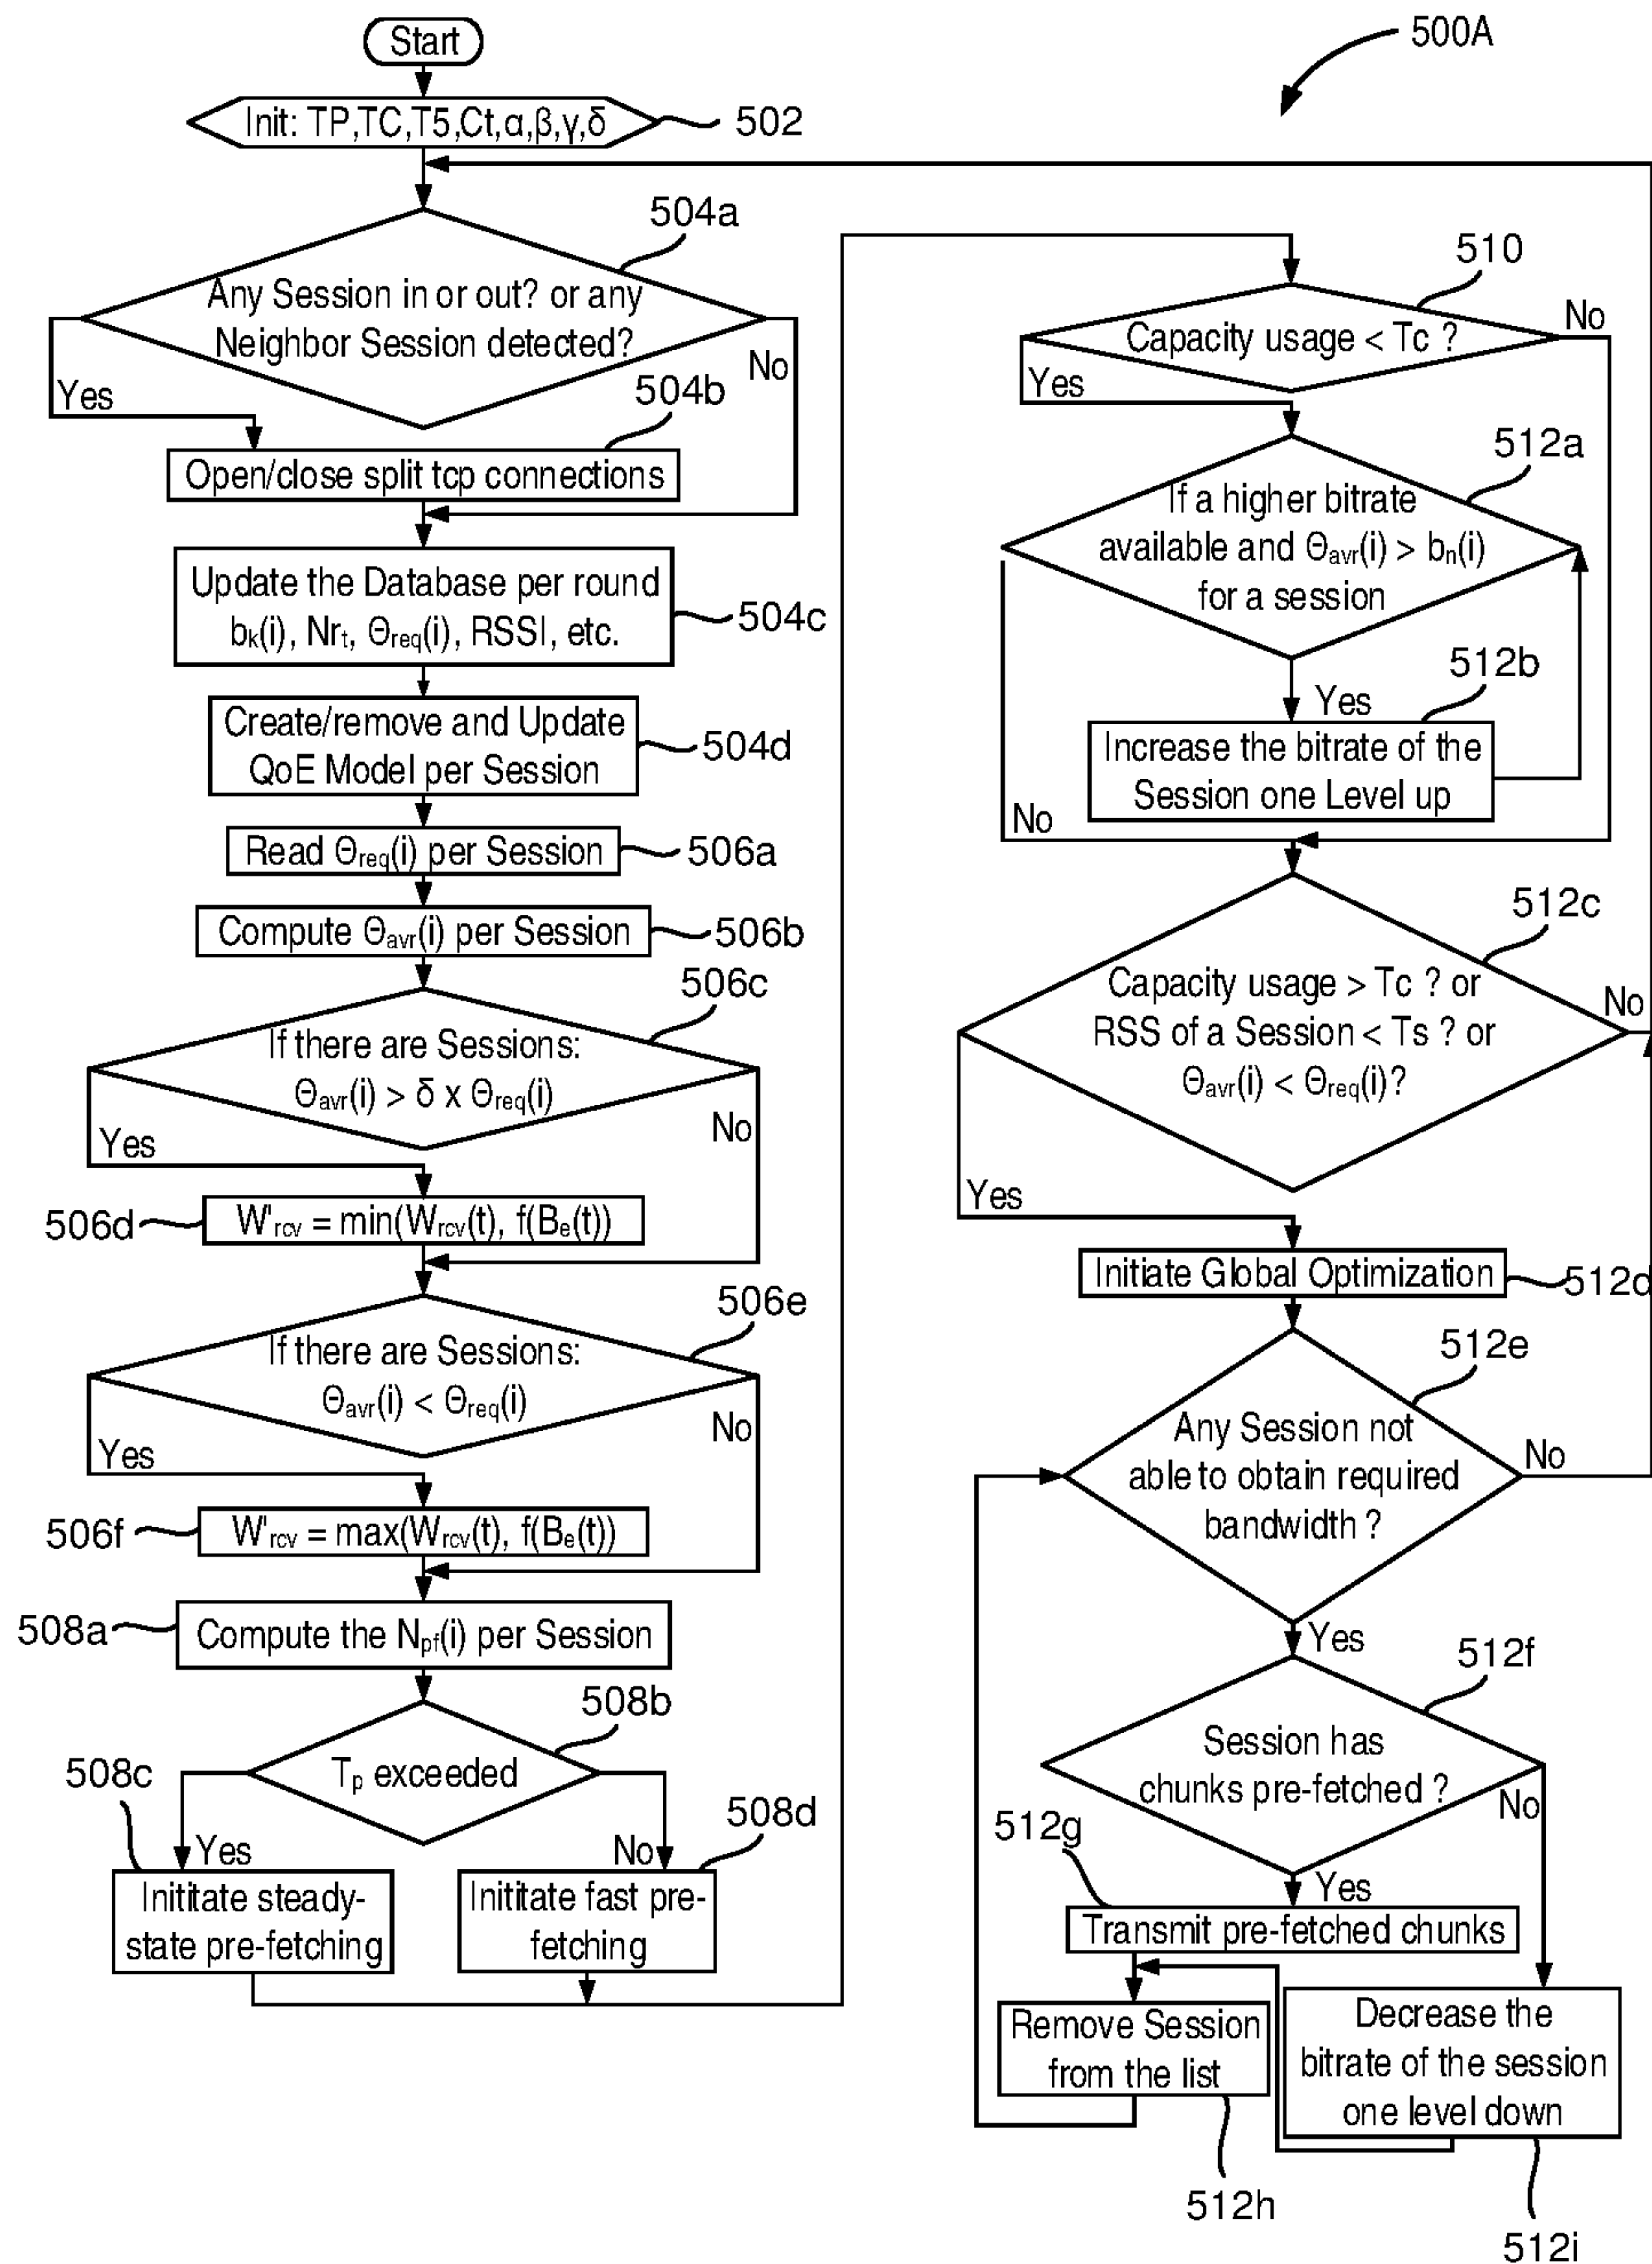 Start
500A
Init: TP,TC,T5,Ct,α,β,γ,δ
502
504a
Any Session in or out? or any
Neighbor Session detected?
Yes
No
504b
Open/close split tcp connections
Update the Database per round
bₖ(i), Nrₜ, Θreq(i), RSSI, etc.
504c
Create/remove and Update
QoE Model per Session
504d
Read Θreq(i) per Session
506a
Compute Θavr(i) per Session
506b
506c
If there are Sessions:
Θavr(i) > δ x Θreq(i)
Yes
No
506d
W'rcv = min(Wrcv(t), f(Be(t))
506e
If there are Sessions:
Θavr(i) < Θreq(i)
Yes
No
506f
W'rcv = max(Wrcv(t), f(Be(t))
508a
Compute the Npf(i) per Session
508b
Tp exceeded
508c
508d
Yes
No
Inititate steady-
state pre-fetching
Inititate fast pre-
fetching
510
Capacity usage < Tc ?
No
Yes
512a
If a higher bitrate
available and Θavr(i) > bn(i)
for a session
512b
Yes
Increase the bitrate of the
Session one Level up
No
512c
Capacity usage > Tc ? or
RSS of a Session < Ts ? or
Θavr(i) < Θreq(i)?
No
Yes
Initiate Global Optimization
512d
512e
Any Session not
able to obtain required
bandwidth ?
No
Yes
512f
Session has
chunks pre-fetched ?
No
512g
Yes
Transmit pre-fetched chunks
Remove Session
from the list
Decrease the
bitrate of the session
one level down
512h
512i